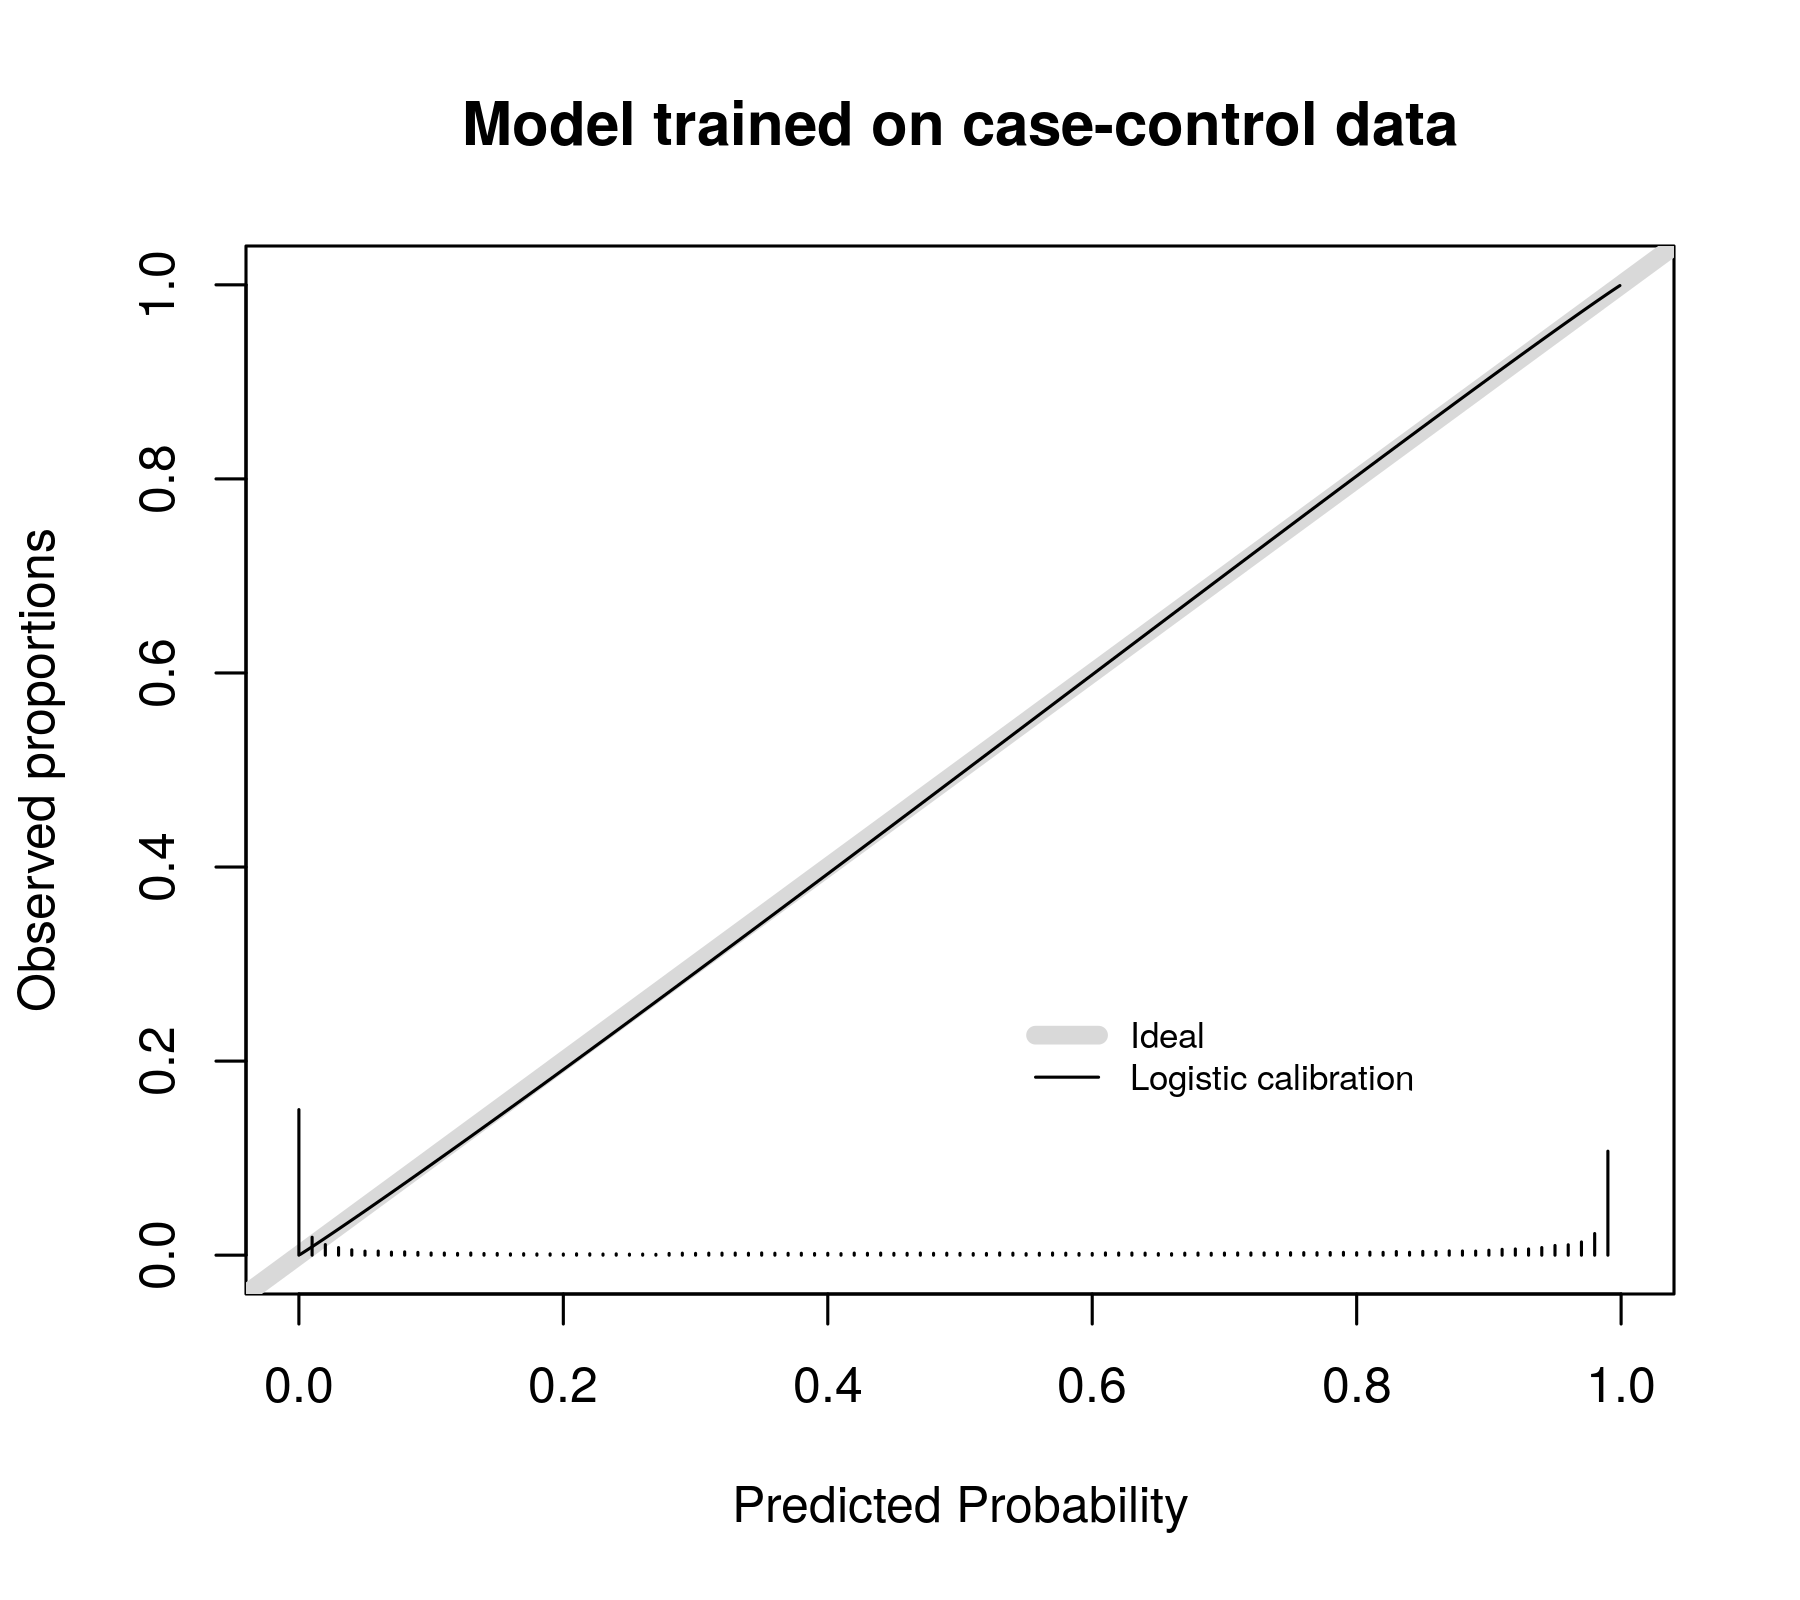 Model trained on case-control data
Observed proportions
1.0
0.8
0.6
0.4
0.2
0.0
Ideal
Logistic calibration
0.0 0.2 0.4 0.6 0.8 1.0
Predicted Probability